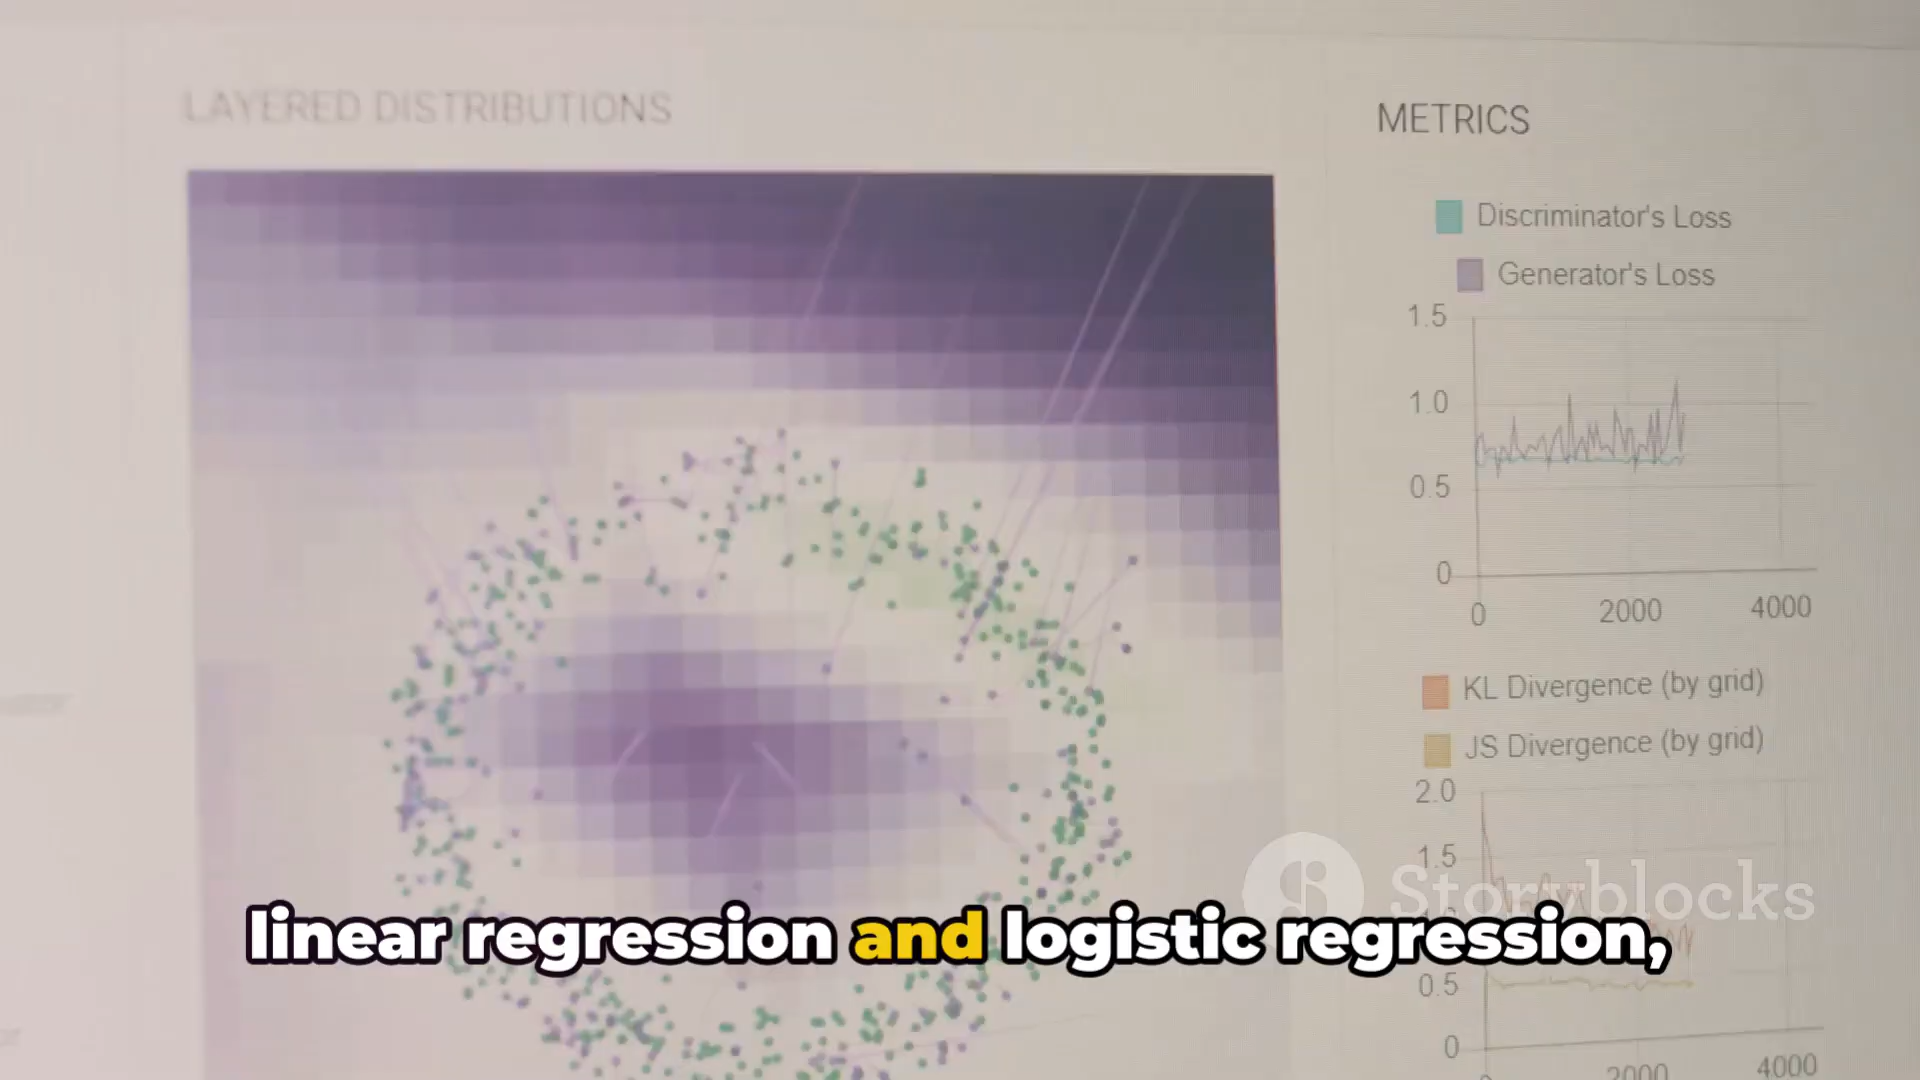 LAYERED DISTRIBUTIONS
METRICS
Discriminator's Loss
Generator's Loss
1.5
1.0
0.5
0
0 2000 4000
KL Divergence (by grid)
JS Divergence (by grid)
2.0
1.5
0.5
0
2000 4000
Storyblocks
linear regression and logistic regression,